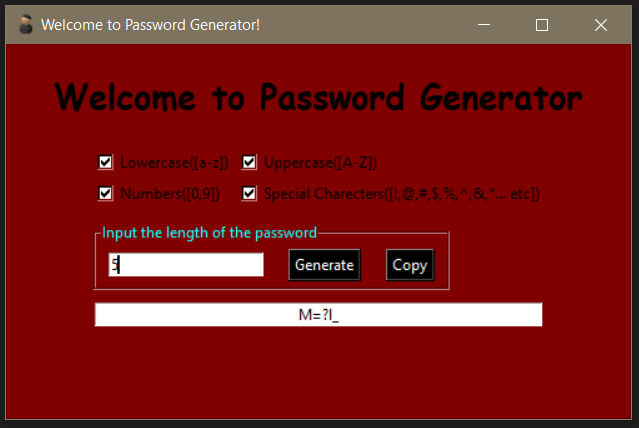 Welcome to Password Generator!
Welcome to Password Generator
Lowercase([a-z]) Uppercase([A-Z])
Numbers([0,9]) Special Charecters([!,@,#,$,%,^,&,*... etc])
Input the length of the password
5 Generate Copy
M=?I_